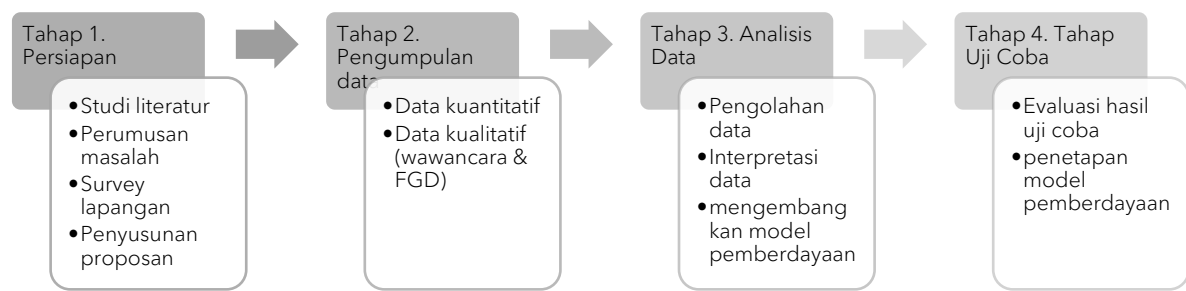 Tahap 1.
Persiapan
•Studi literatur
•Perumusan
masalah
•Survey
lapangan
•Penyusunan
proposan
Tahap 2.
Pengumpulan
data
•Data kuantitatif
•Data kualitatif
(wawancara &
FGD)
Tahap 3. Analisis
Data
•Pengolahan
data
•Interpretasi
data
•mengembang
kan model
pemberdayaan
Tahap 4. Tahap
Uji Coba
•Evaluasi hasil
uji coba
•penetapan
model
pemberdayaan